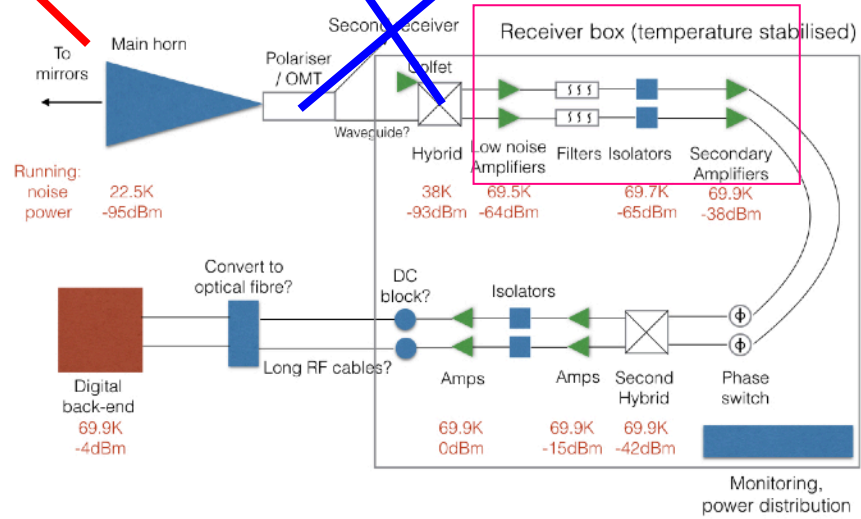 Second receiver
Receiver box (temperature stabilised)
To
mirrors
Main horn
Polariser
/ OMT
Colfet
Waveguide?
Hybrid
Low noise
Amplifiers
Filters
Isolators
Secondary
Amplifiers
Running:
noise
power
22.5K
-95dBm
38K
-93dBm
69.5K
-64dBm
69.7K
-65dBm
69.9K
-38dBm
Convert to
optical fibre?
DC
block?
Isolators
ϕ
ϕ
Long RF cables?
Digital
back-end
Amps
Amps
Second
Hybrid
Phase
switch
69.9K
-4dBm
69.9K
0dBm
69.9K
-15dBm
69.9K
-42dBm
Monitoring,
power distribution